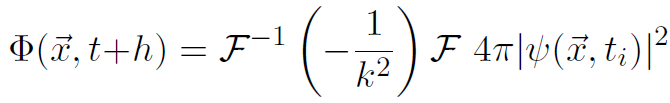 Φ(x⃗, t+h) = ℱ⁻¹ (−1/k²) ℱ 4π|ψ(x⃗, tᵢ)|²